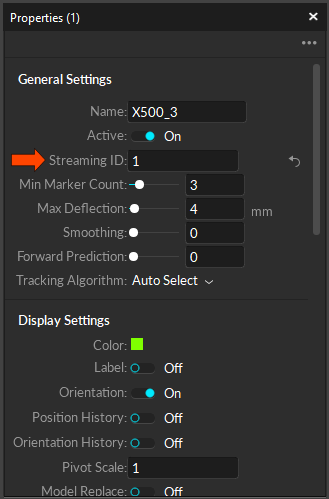 Properties (1)
General Settings
Name: X500_3
Active: On
Streaming ID: 1
Min Marker Count: 3
Max Deflection: 4 mm
Smoothing: 0
Forward Prediction: 0
Tracking Algorithm: Auto Select
Display Settings
Color:
Label: Off
Orientation: On
Position History: Off
Orientation History: Off
Pivot Scale: 1
Model Replace: Off